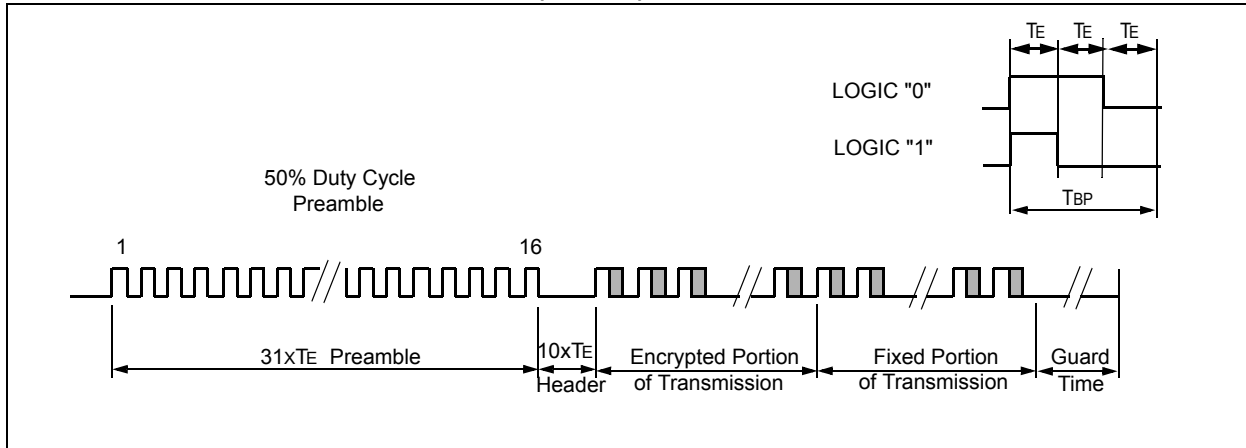 TE TE TE
LOGIC "0"
LOGIC "1"
TBP
50% Duty Cycle
Preamble
1
16
31XTE Preamble
10xTE
Header
Encrypted Portion
of Transmission
Fixed Portion
of Transmission
Guard
Time